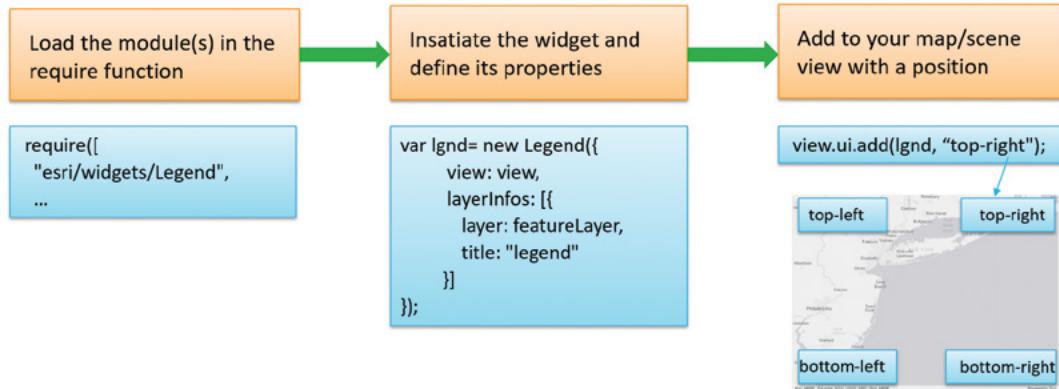 Load the module(s) in the
require function
Insatiate the widget and
define its properties
Add to your map/scene
view with a position
require([
"esri/widgets/Legend",
...
var lgnd= new Legend({
view: view,
layerInfos: [{
layer: featureLayer,
title: "legend"
}]
});
view.ui.add(lgnd, “top-right");
top-left
top-right
bottom-left
bottom-right